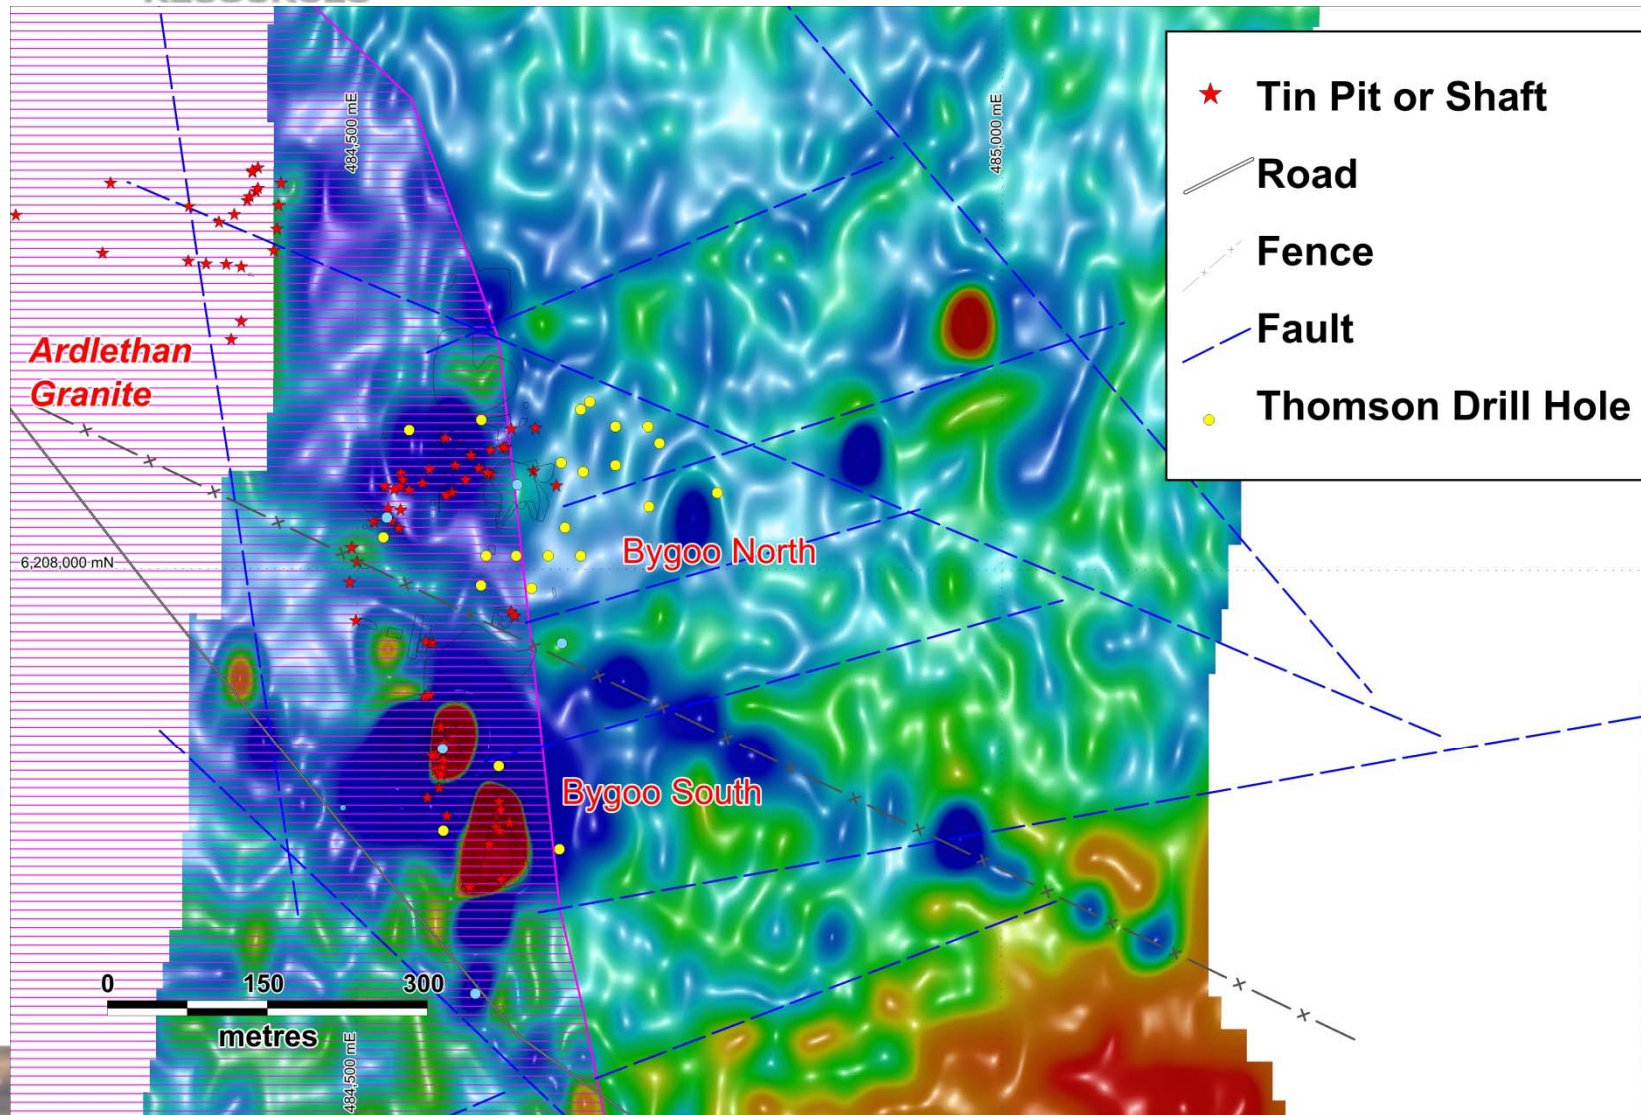 RESOURCES
484,500 mE
485,000 mE
Tin Pit or Shaft
Road
Fence
Fault
Thomson Drill Hole
Ardlethan
Granite
6,208,000 mN
Bygoo North
Bygoo South
0 150 300
metres
484,500 mE